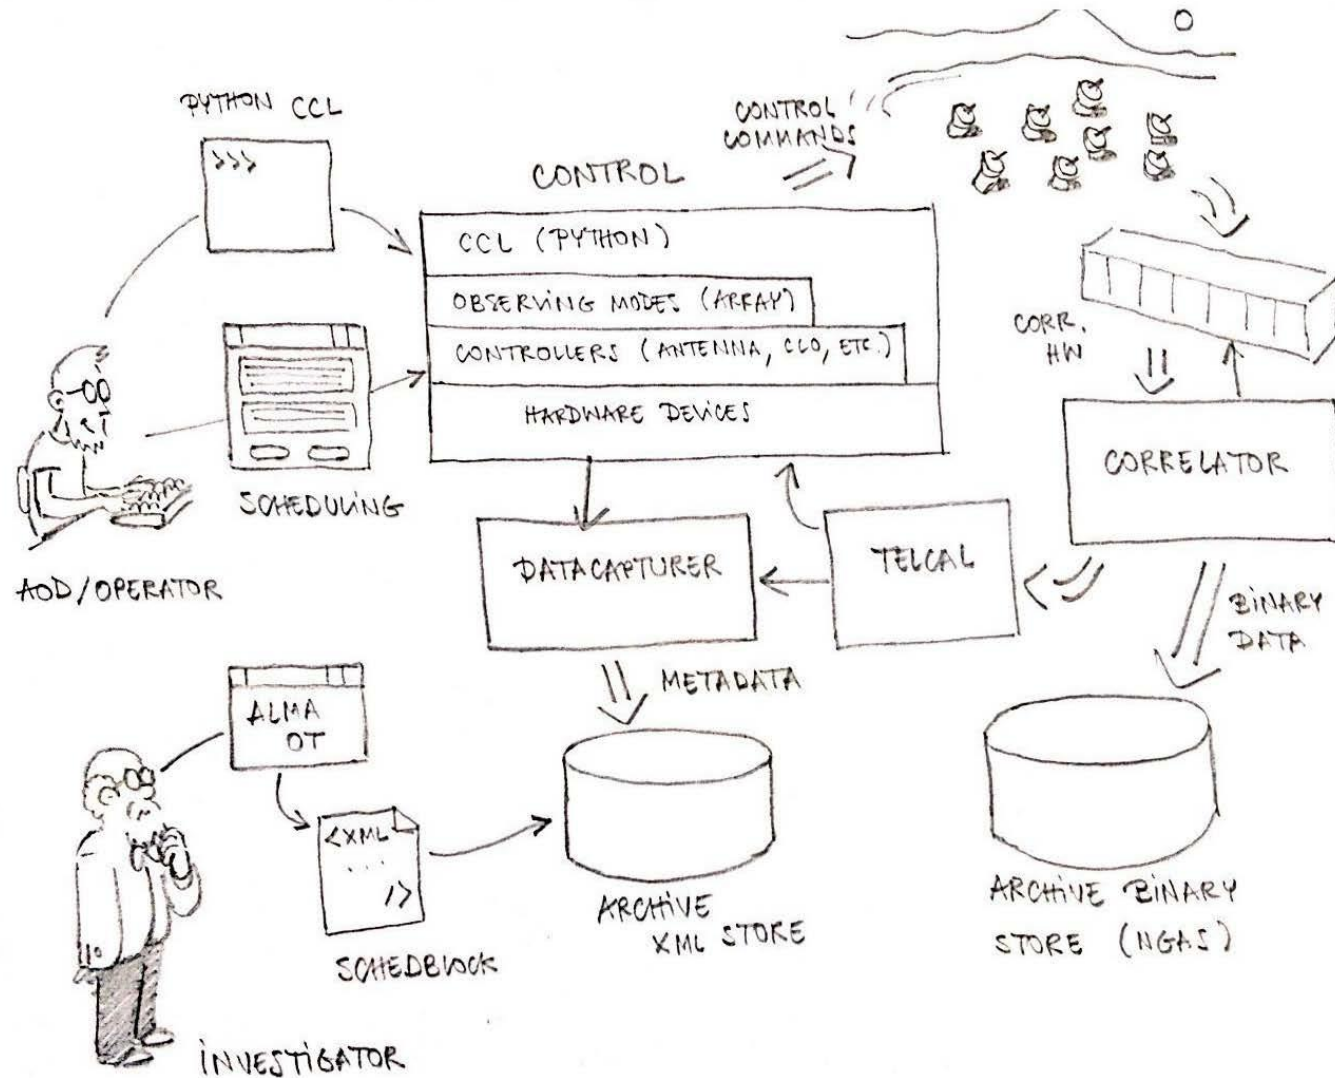 PYTHON CCL
>>>
CONTROL
COMMANDS
CONTROL
CCL (PYTHON)
OBSERVING MODES (ARRAY)
CONTROLLERS (ANTENNA, CLO, ETC.)
HARDWARE DEVICES
CORR.
HW
CORRELATOR
SCHEDULING
AOD/OPERATOR
DATACAPTURER
TELCAL
BINARY
DATA
METADATA
ALMA
OT
<XML
...
/>
SCHEDBLOCK
ARCHIVE
XML STORE
ARCHIVE BINARY
STORE (NGAS)
INVESTIGATOR